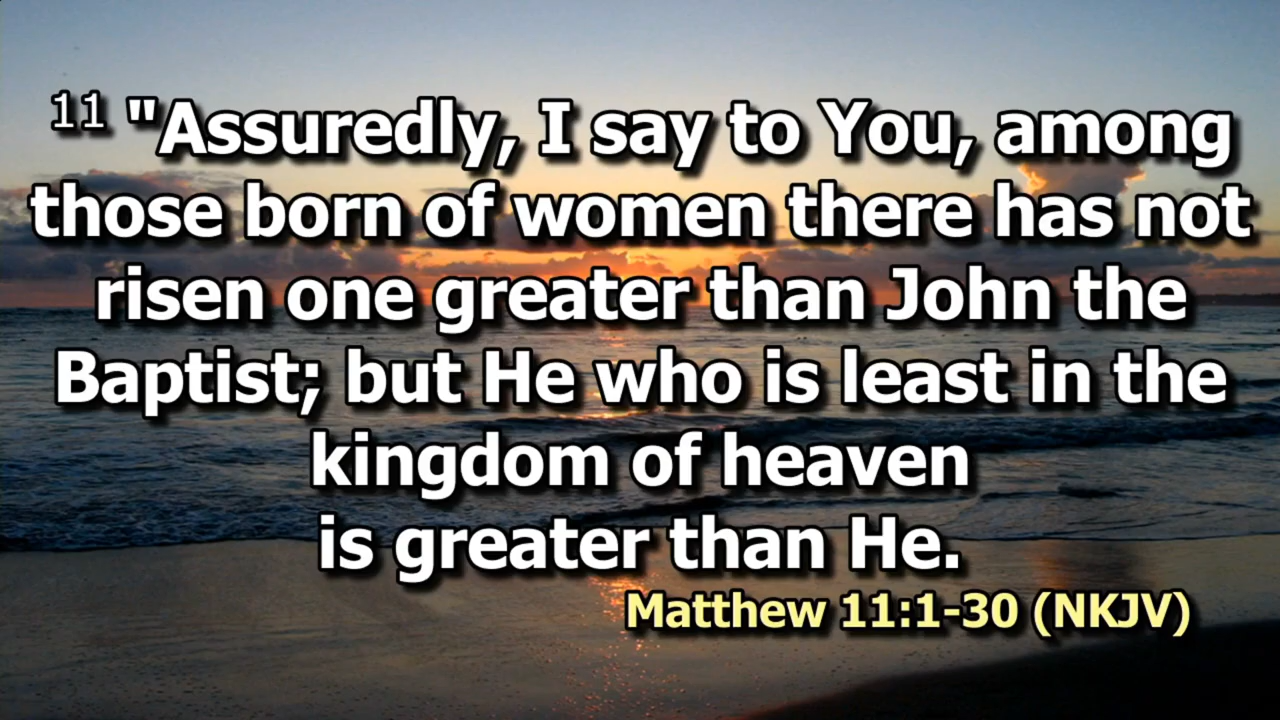 11 "Assuredly, I say to You, among
those born of women there has not
risen one greater than John the
Baptist; but He who is least in the
kingdom of heaven
is greater than He.
Matthew 11:1-30 (NKJV)